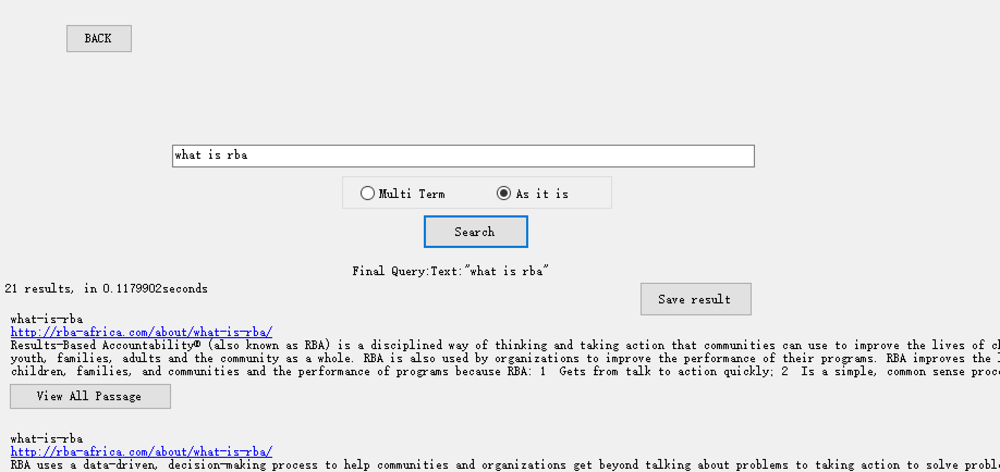 BACK
what is rba
Multi Term
As it is
Search
Final Query:Text:"what is rba"
21 results, in 0.1179902seconds
Save result
what-is-rba
http://rba-africa.com/about/what-is-rba/
Results-Based Accountability® (also known as RBA) is a disciplined way of thinking and taking action that communities can use to improve the lives of
youth, families, adults and the community as a whole. RBA is also used by organizations to improve the performance of their programs. RBA improves the
children, families, and communities and the performance of programs because RBA: 1 Gets from talk to action quickly; 2 Is a simple, common sense
View All Passage
what-is-rba
http://rba-africa.com/about/what-is-rba/
RBA uses a data-driven, decision-making process to help communities and organizations get beyond talking about problems to taking action to solve